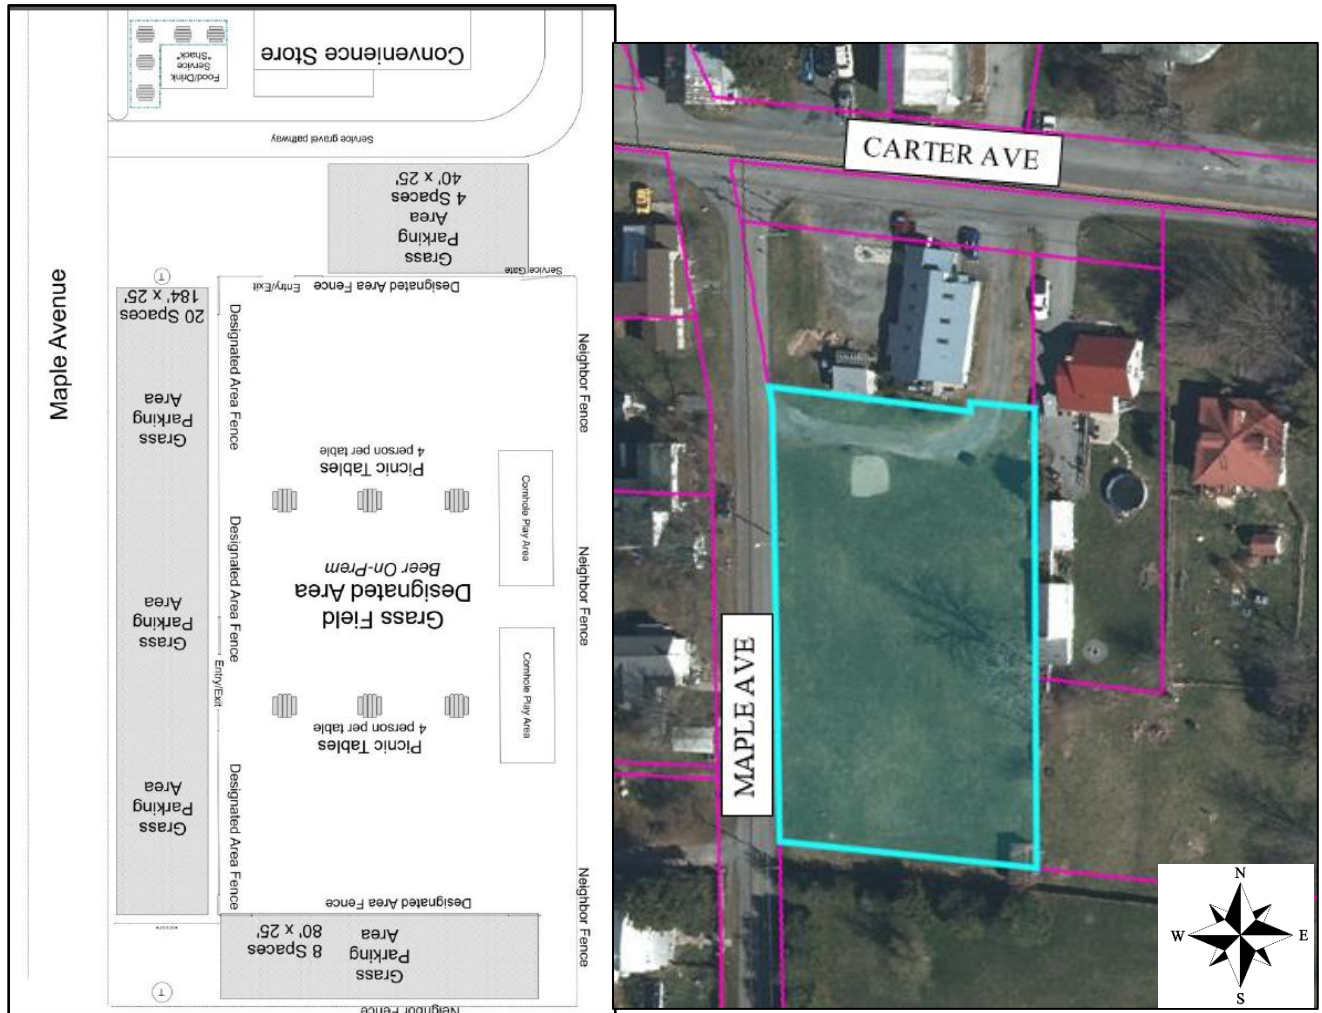 Convenience Store
Food/Drink
Service
"Shack"
Service gravel pathway
Grass
Parking
Area
4 Spaces
40' x 25'
Service Gate
Designated Area Fence
Entry/Exit
Maple Avenue
T
20 Spaces
184' x 25'
Grass
Parking
Area
Grass
Parking
Area
Grass
Parking
Area
Designated Area Fence
Designated Area Fence
Designated Area Fence
Entry/Exit
Picnic Tables
4 person per table
Cornhole Play Area
Grass Field
Designated Area
Beer On-Prem
Cornhole Play Area
Picnic Tables
4 person per table
Neighbor Fence
Neighbor Fence
Neighbor Fence
Designated Area Fence
Grass
Parking
Area
8 Spaces
80' x 25'
T
Neighbor Fence
CARTER AVE
MAPLE AVE
N
W
E
S